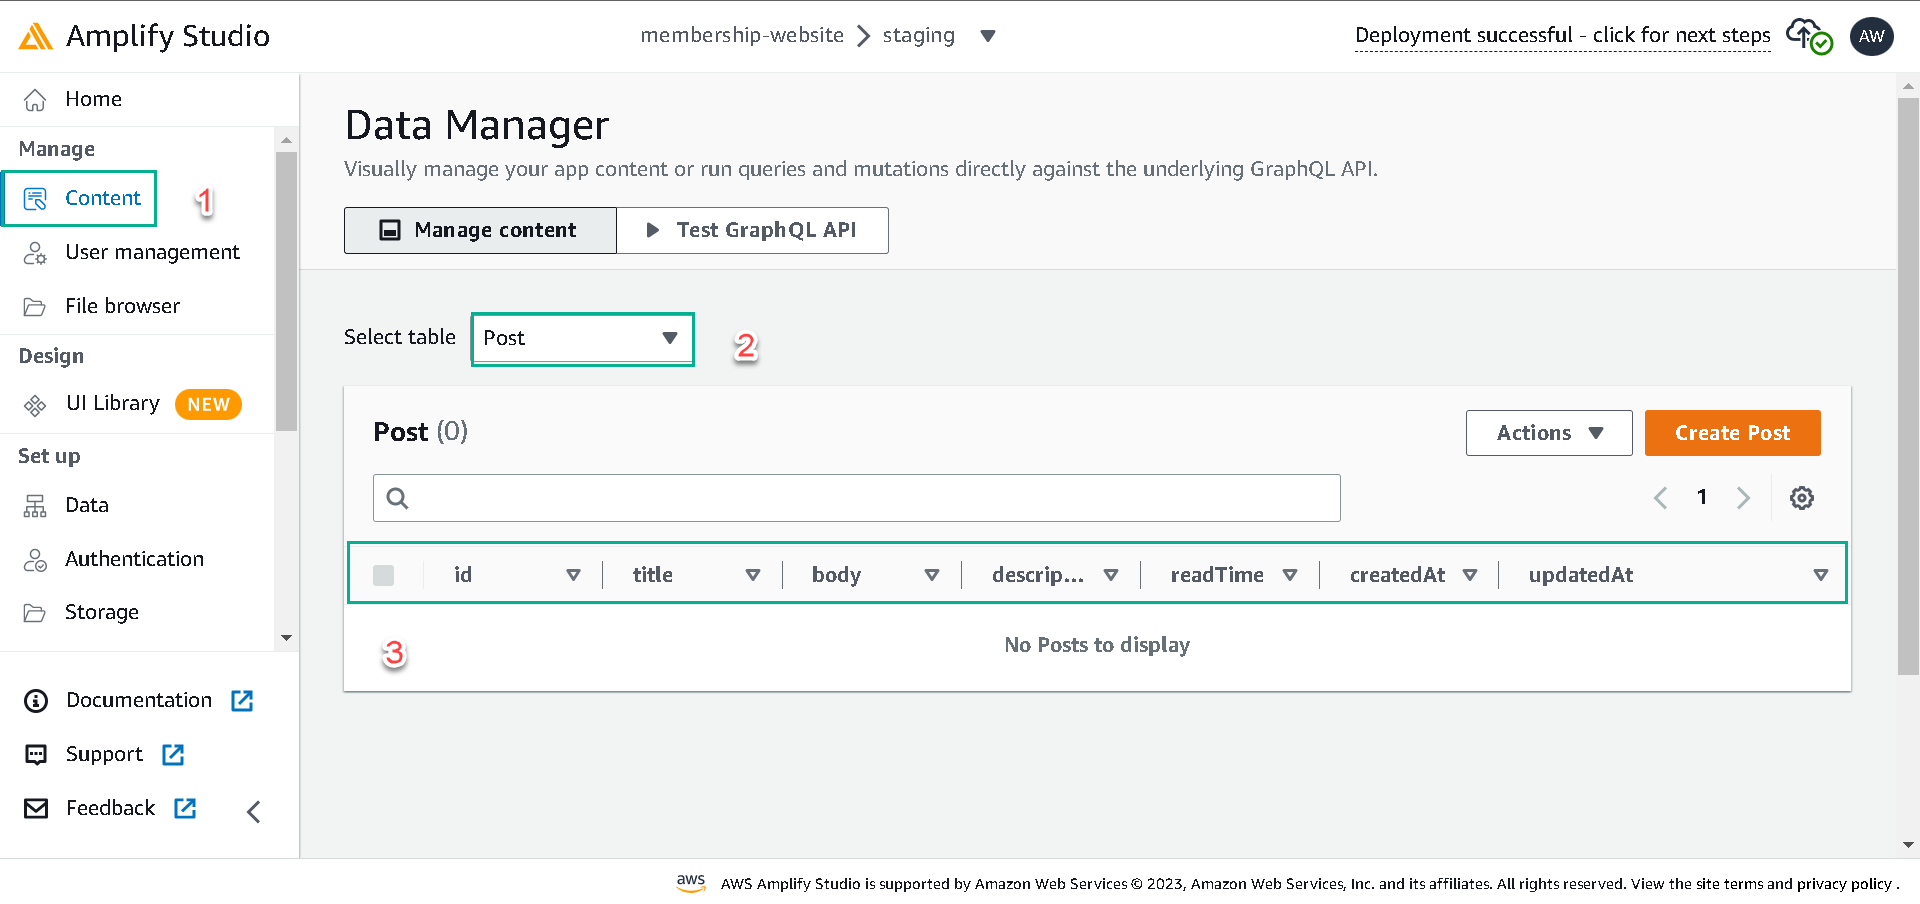 Amplify Studio
membership-website staging
Deployment successful - click for next steps
AW
Home
Manage
Content
1
User management
File browser
Design
UI Library NEW
Set up
Data
Authentication
Storage
Documentation
Support
Feedback
Data Manager
Visually manage your app content or run queries and mutations directly against the underlying GraphQL API.
Manage content
Test GraphQL API
Select table Post
2
Post (0)
Actions
Create Post
1
id title body descrip... readTime createdAt updatedAt
3
No Posts to display
aws AWS Amplify Studio is supported by Amazon Web Services © 2023, Amazon Web Services, Inc. and its affiliates. All rights reserved. View the site terms and privacy policy .